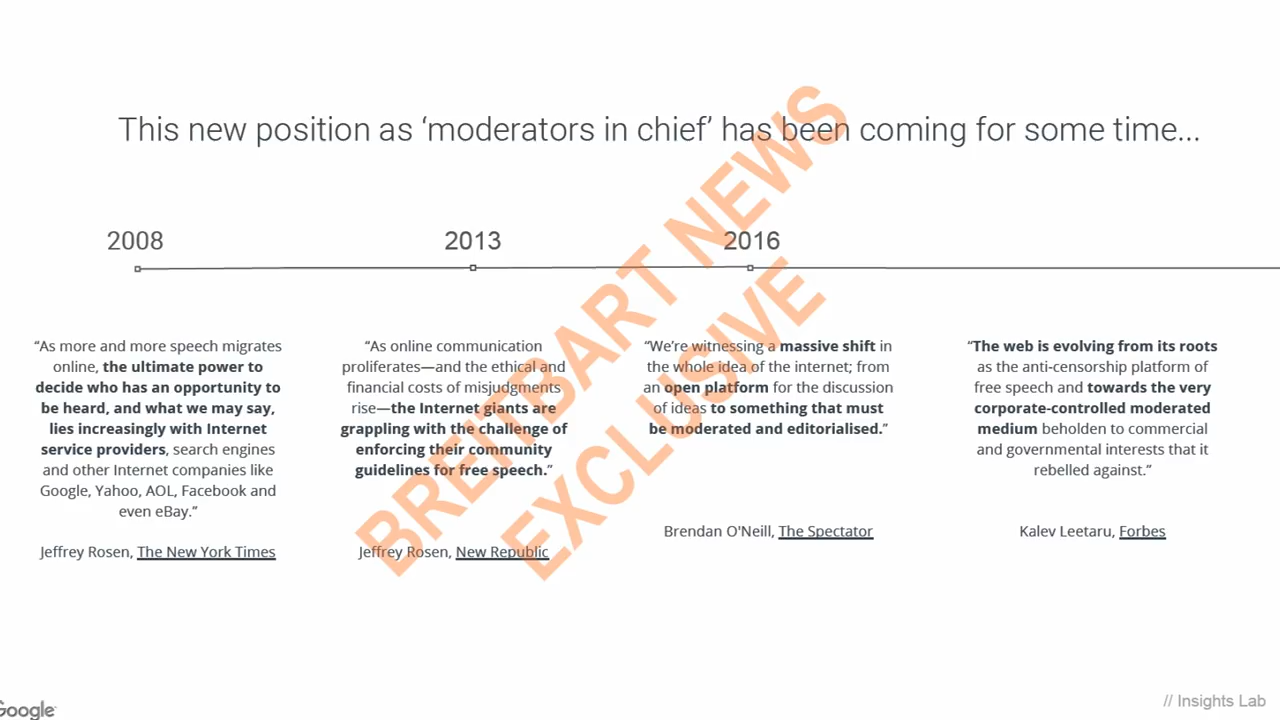 This new position as ‘moderators in chief’ has been coming for some time...
2008
2013
2016
“As more and more speech migrates
online, the ultimate power to
decide who has an opportunity to
be heard, and what we may say,
lies increasingly with Internet
service providers, search engines
and other Internet companies like
Google, Yahoo, AOL, Facebook and
even eBay.”
Jeffrey Rosen, The New York Times
“As online communication
proliferates—and the ethical and
financial costs of misjudgments
rise—the Internet giants are
grappling with the challenge of
enforcing their community
guidelines for free speech.”
Jeffrey Rosen, New Republic
“We’re witnessing a massive shift in
the whole idea of the internet; from
an open platform for the discussion
of ideas to something that must
be moderated and editorialised.”
Brendan O'Neill, The Spectator
“The web is evolving from its roots
as the anti-censorship platform of
free speech and towards the very
corporate-controlled moderated
medium beholden to commercial
and governmental interests that it
rebelled against.”
Kalev Leetaru, Forbes
BREITBART NEWS
EXCLUSIVE
Google
// Insights Lab